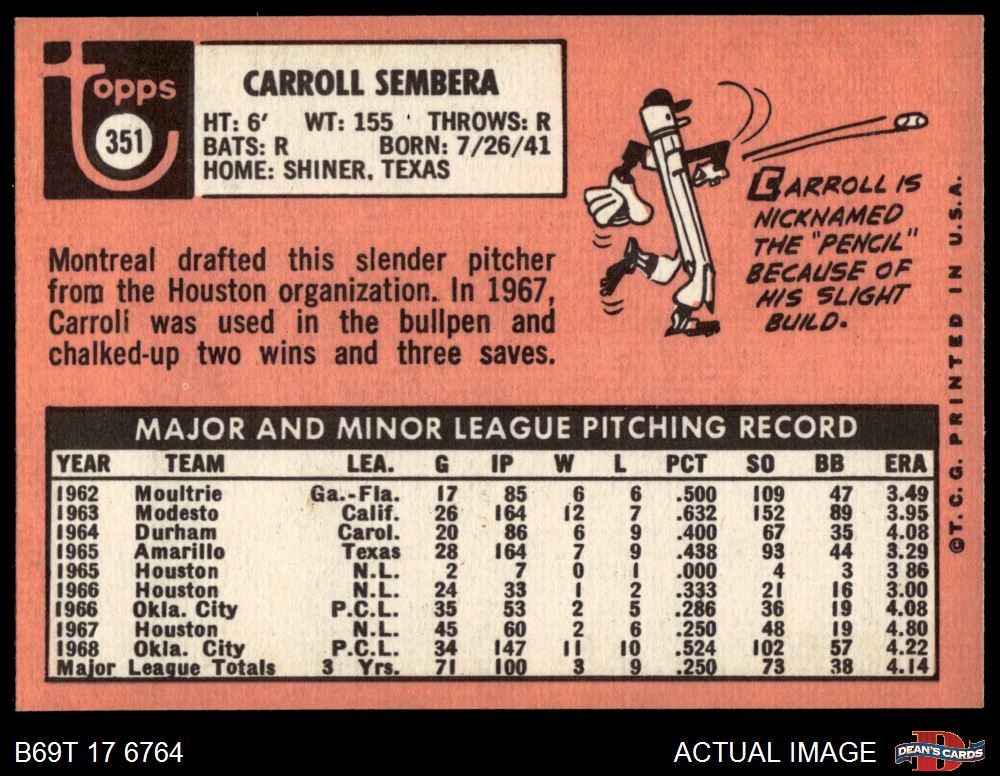 Topps
351
CARROLL SEMBERA
HT: 6' WT: 155 THROWS: R
BATS: R BORN: 7/26/41
HOME: SHINER, TEXAS
Montreal drafted this slender pitcher
from the Houston organization. In 1967,
Carroll was used in the bullpen and
chalked-up two wins and three saves.
CARROLL IS
NICKNAMED
THE "PENCIL"
BECAUSE OF
HIS SLIGHT
BUILD.
©T. C. G. PRINTED IN U.S.A.
MAJOR AND MINOR LEAGUE PITCHING RECORD
YEAR TEAM LEA. G IP W L PCT SO BB ERA
1962 Moultrie Ga.-Fla. 17 85 6 6 .500 109 47 3.49
1963 Modesto Calif. 26 164 12 7 .632 152 89 3.95
1964 Durham Carol. 20 86 6 9 .400 67 35 4.08
1965 Amarillo Texas 28 164 7 9 .438 93 44 3.29
1965 Houston N.L. 2 7 0 1 .000 4 3 3 86
1966 Houston N.L. 24 33 1 2 .333 21 16 3.00
1966 Okla. City P.C.L. 35 53 2 5 .286 36 19 4.08
1967 Houston N.L. 45 60 2 6 .250 48 19 4.80
1968 Okla. City P.C.L. 34 147 11 10 .524 102 57 4.22
Major League Totals 3 Yrs. 71 100 3 9 .250 73 38 4.14
B69T 17 6764
ACTUAL IMAGE
DEAN'S CARDS